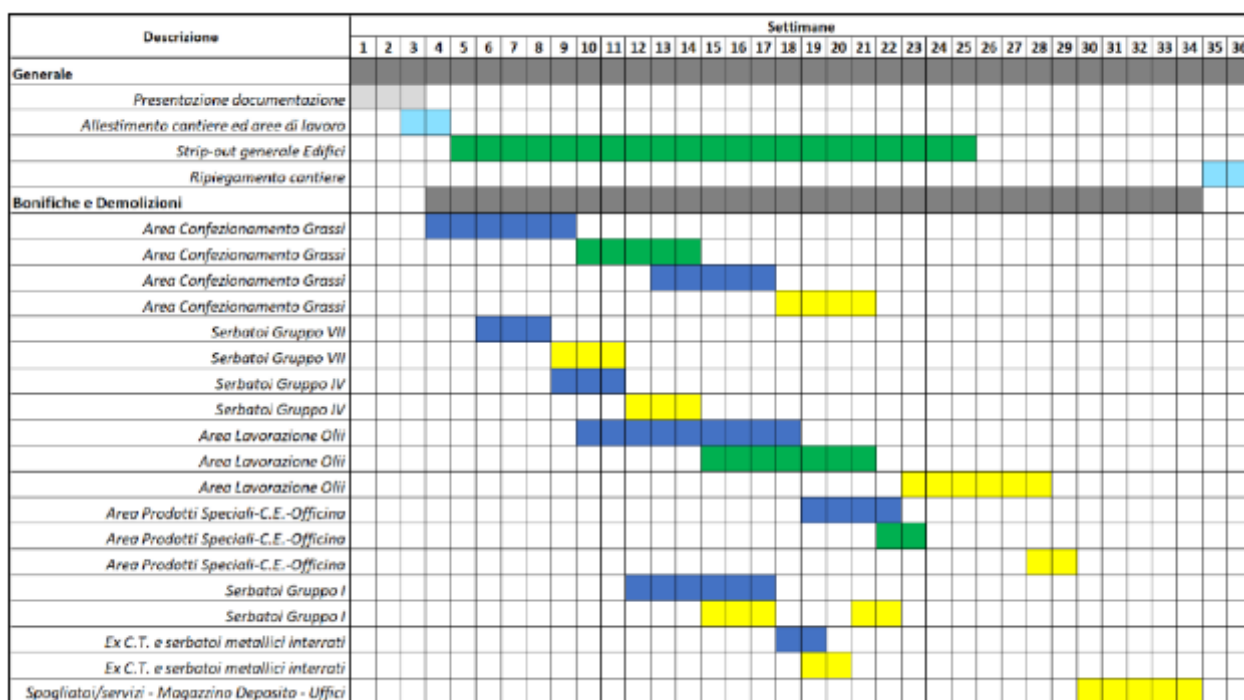 Descrizione
Settimane
1 2 3 4 5 6 7 8 9 10 11 12 13 14 15 16 17 18 19 20 21 22 23 24 25 26 27 28 29 30 31 32 33 34 35 36
Generale
Presentazione documentazione
Allestimento cantiere ed aree di lavoro
Strip-out generale Edifici
Ripiegamento cantiere
Bonifiche e Demolizioni
Area Confezionamento Grassi
Area Confezionamento Grassi
Area Confezionamento Grassi
Area Confezionamento Grassi
Serbatoi Gruppo VII
Serbatoi Gruppo VII
Serbatoi Gruppo IV
Serbatoi Gruppo IV
Area Lavorazione Olii
Area Lavorazione Olii
Area Lavorazione Olii
Area Prodotti Speciali-C.E.-Officina
Area Prodotti Speciali-C.E.-Officina
Area Prodotti Speciali-C.E.-Officina
Serbatoi Gruppo I
Serbatoi Gruppo I
Ex C.T. e serbatoi metallici interrati
Ex C.T. e serbatoi metallici interrati
Spogliatoi/servizi - Magazzino Deposito - Uffici